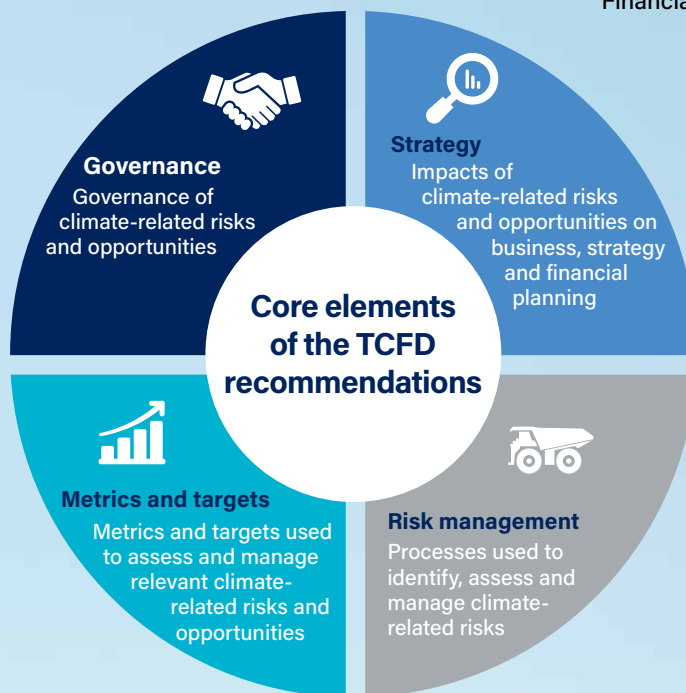 Financia
Governance
Governance of
climate-related risks
and opportunities
Strategy
Impacts of
climate-related risks
and opportunities on
business, strategy
and financial
planning
Core elements
of the TCFD
recommendations
Metrics and targets
Metrics and targets used
to assess and manage
relevant climate-
related risks and
opportunities
Risk management
Processes used to
identify, assess and
manage climate-
related risks